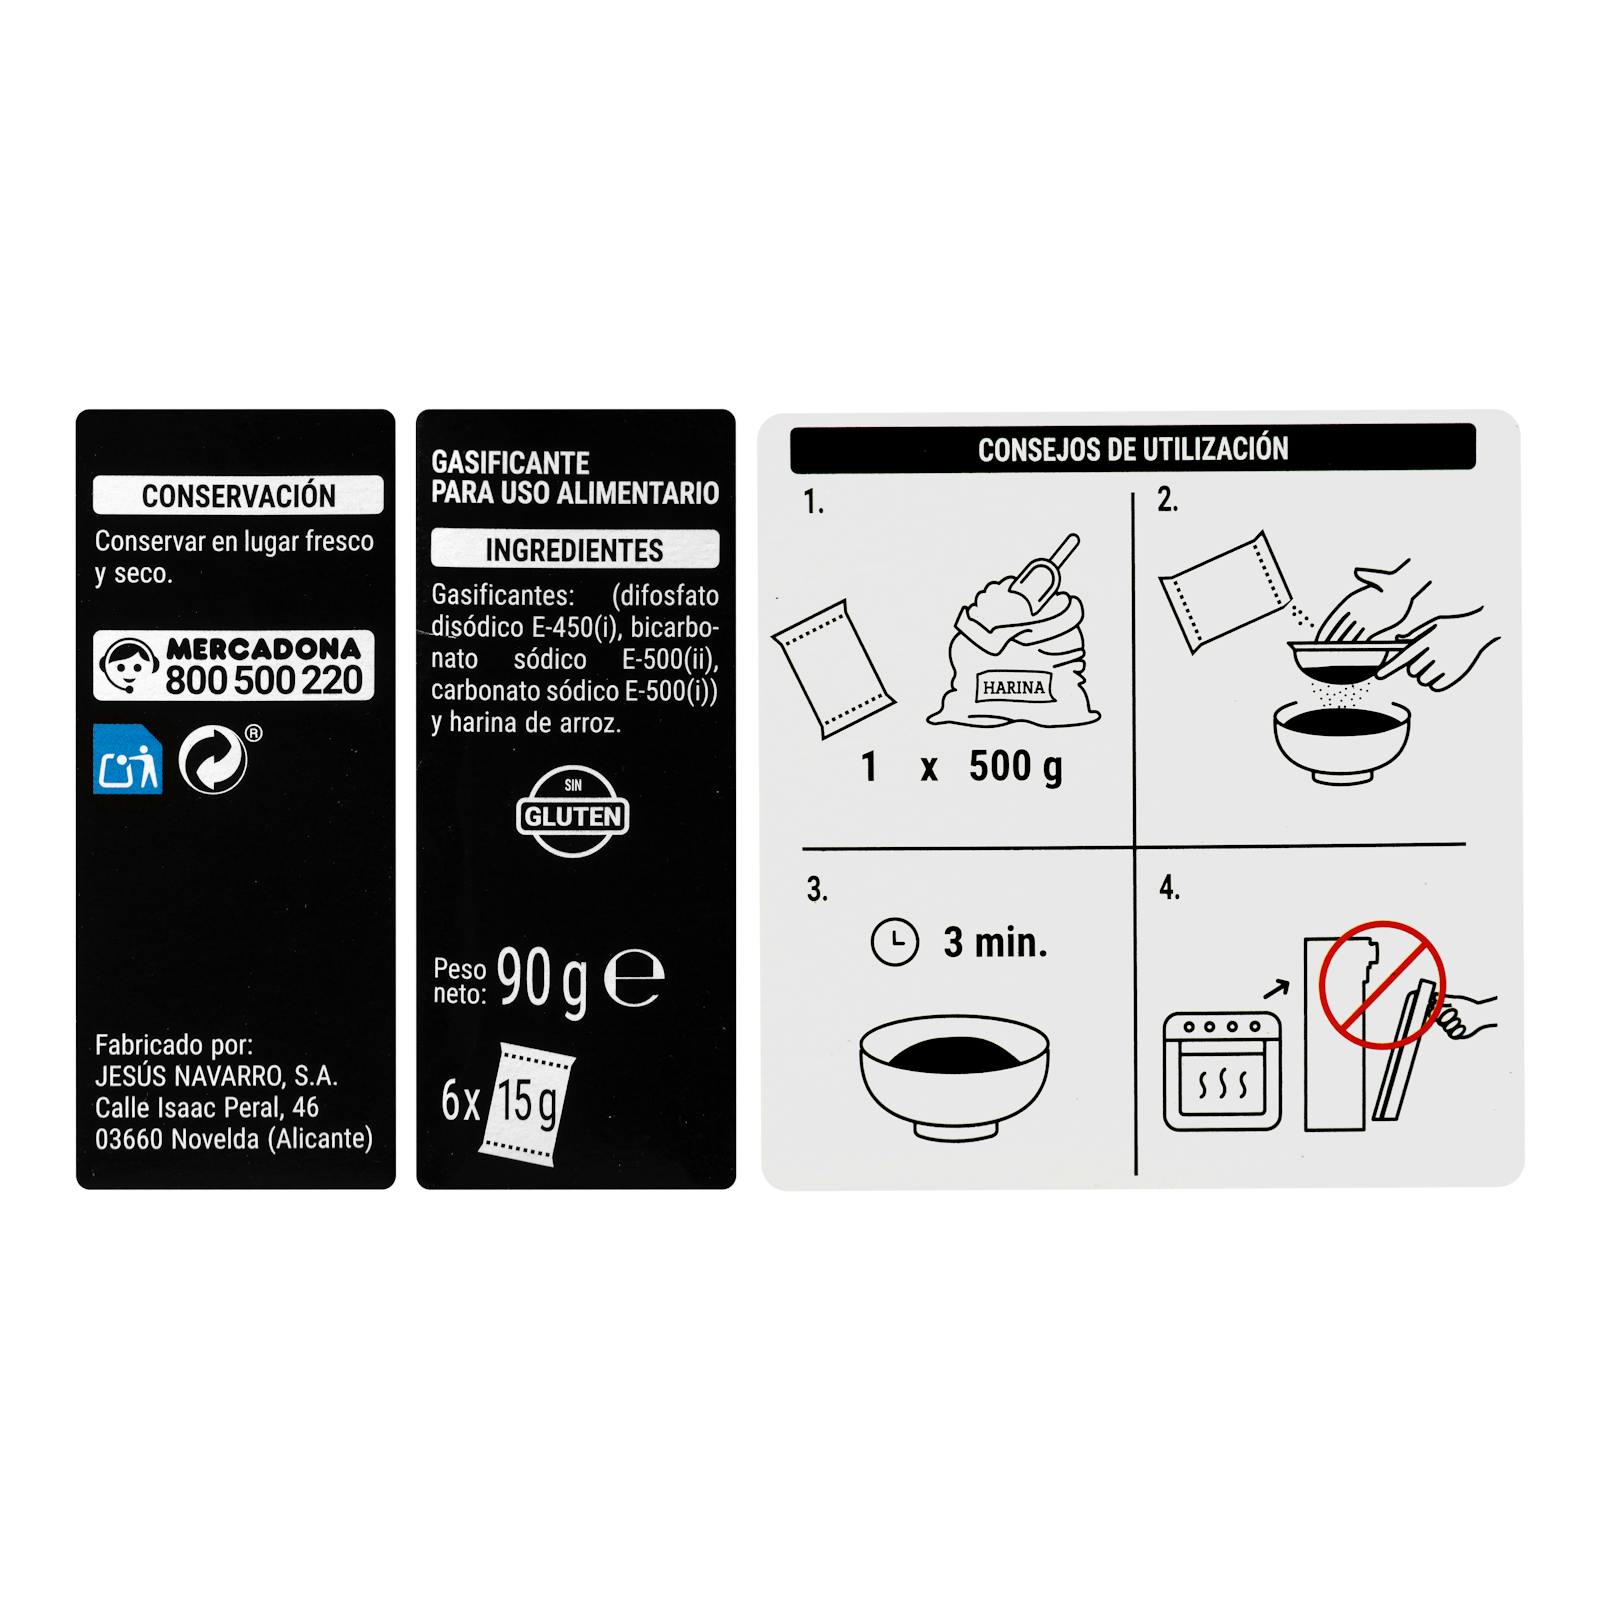 CONSERVACIÓN
Conservar en lugar fresco
y seco.
MERCADONA
800 500 220
®
Fabricado por:
JESÚS NAVARRO, S.A.
Calle Isaac Peral, 46
03660 Novelda (Alicante)
GASIFICANTE
PARA USO ALIMENTARIO
INGREDIENTES
Gasificantes: (difosfato
disódico E-450(i), bicarbo-
nato sódico E-500(ii),
carbonato sódico E-500(i))
y harina de arroz.
SIN
GLUTEN
Peso
neto: 90 g e
6x 15 g
CONSEJOS DE UTILIZACIÓN
1.
HARINA
1 x 500 g
2.
3.
3 min.
4.